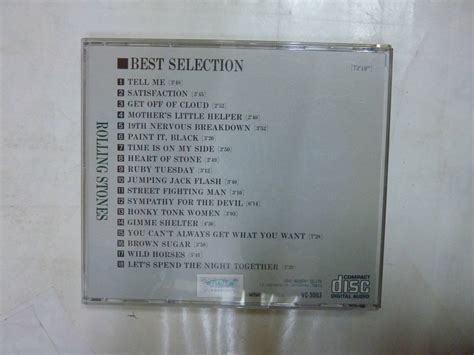 BEST SELECTION
1 TELL ME
2 SATISFACTION
3 GET OFF OF CLOUD
4 MOTHER'S LITTLE HELPER
5 19TH NERVOUS BREAKDOWN
6 PAINT IT, BLACK
7 TIME IS ON MY SIDE
8 HEART OF STONE
9 RUBY TUESDAY
10 JUMPING JACK FLASH
11 STREET FIGHTING MAN
12 SYMPATHY FOR THE DEVIL
13 HONKY TONK WOMEN
14 GIMME SHELTER
15 YOU CAN'T ALWAYS GET WHAT YOU WANT
16 BROWN SUGAR
17 WILD HORSES
18 LET'S SPEND THE NIGHT TOGETHER
ROLLING STONES
COMPACT
disc
DIGITAL AUDIO